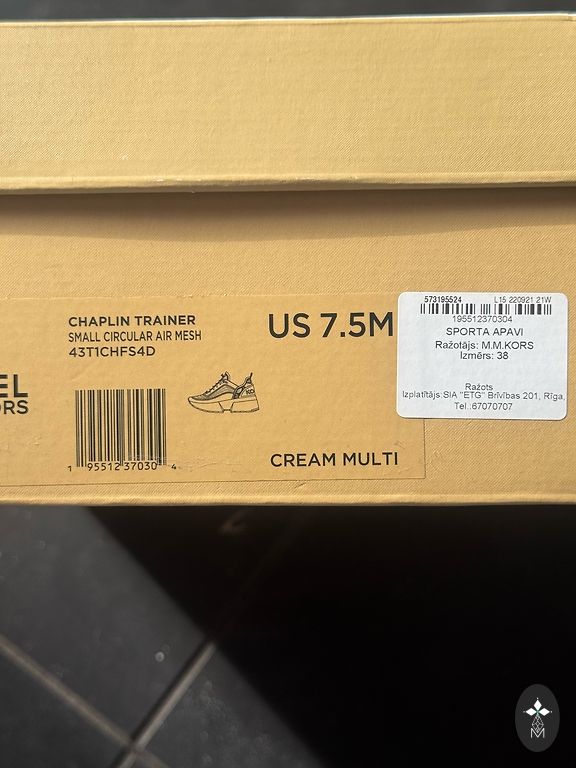 CHAPLIN TRAINER
SMALL CIRCULAR AIR MESH
43T1CHFS4D
US 7.5M
EL
ORS
1 95512 37030 4
CREAM MULTI
573195524 L15 220921 21W
195512370304
SPORTA APAVI
Ražotājs: M.M.KORS
Izmērs: 38
Ražots
Izplatītājs:SIA "ETG" Brīvības 201, Rīga,
Tel.:67070707
M